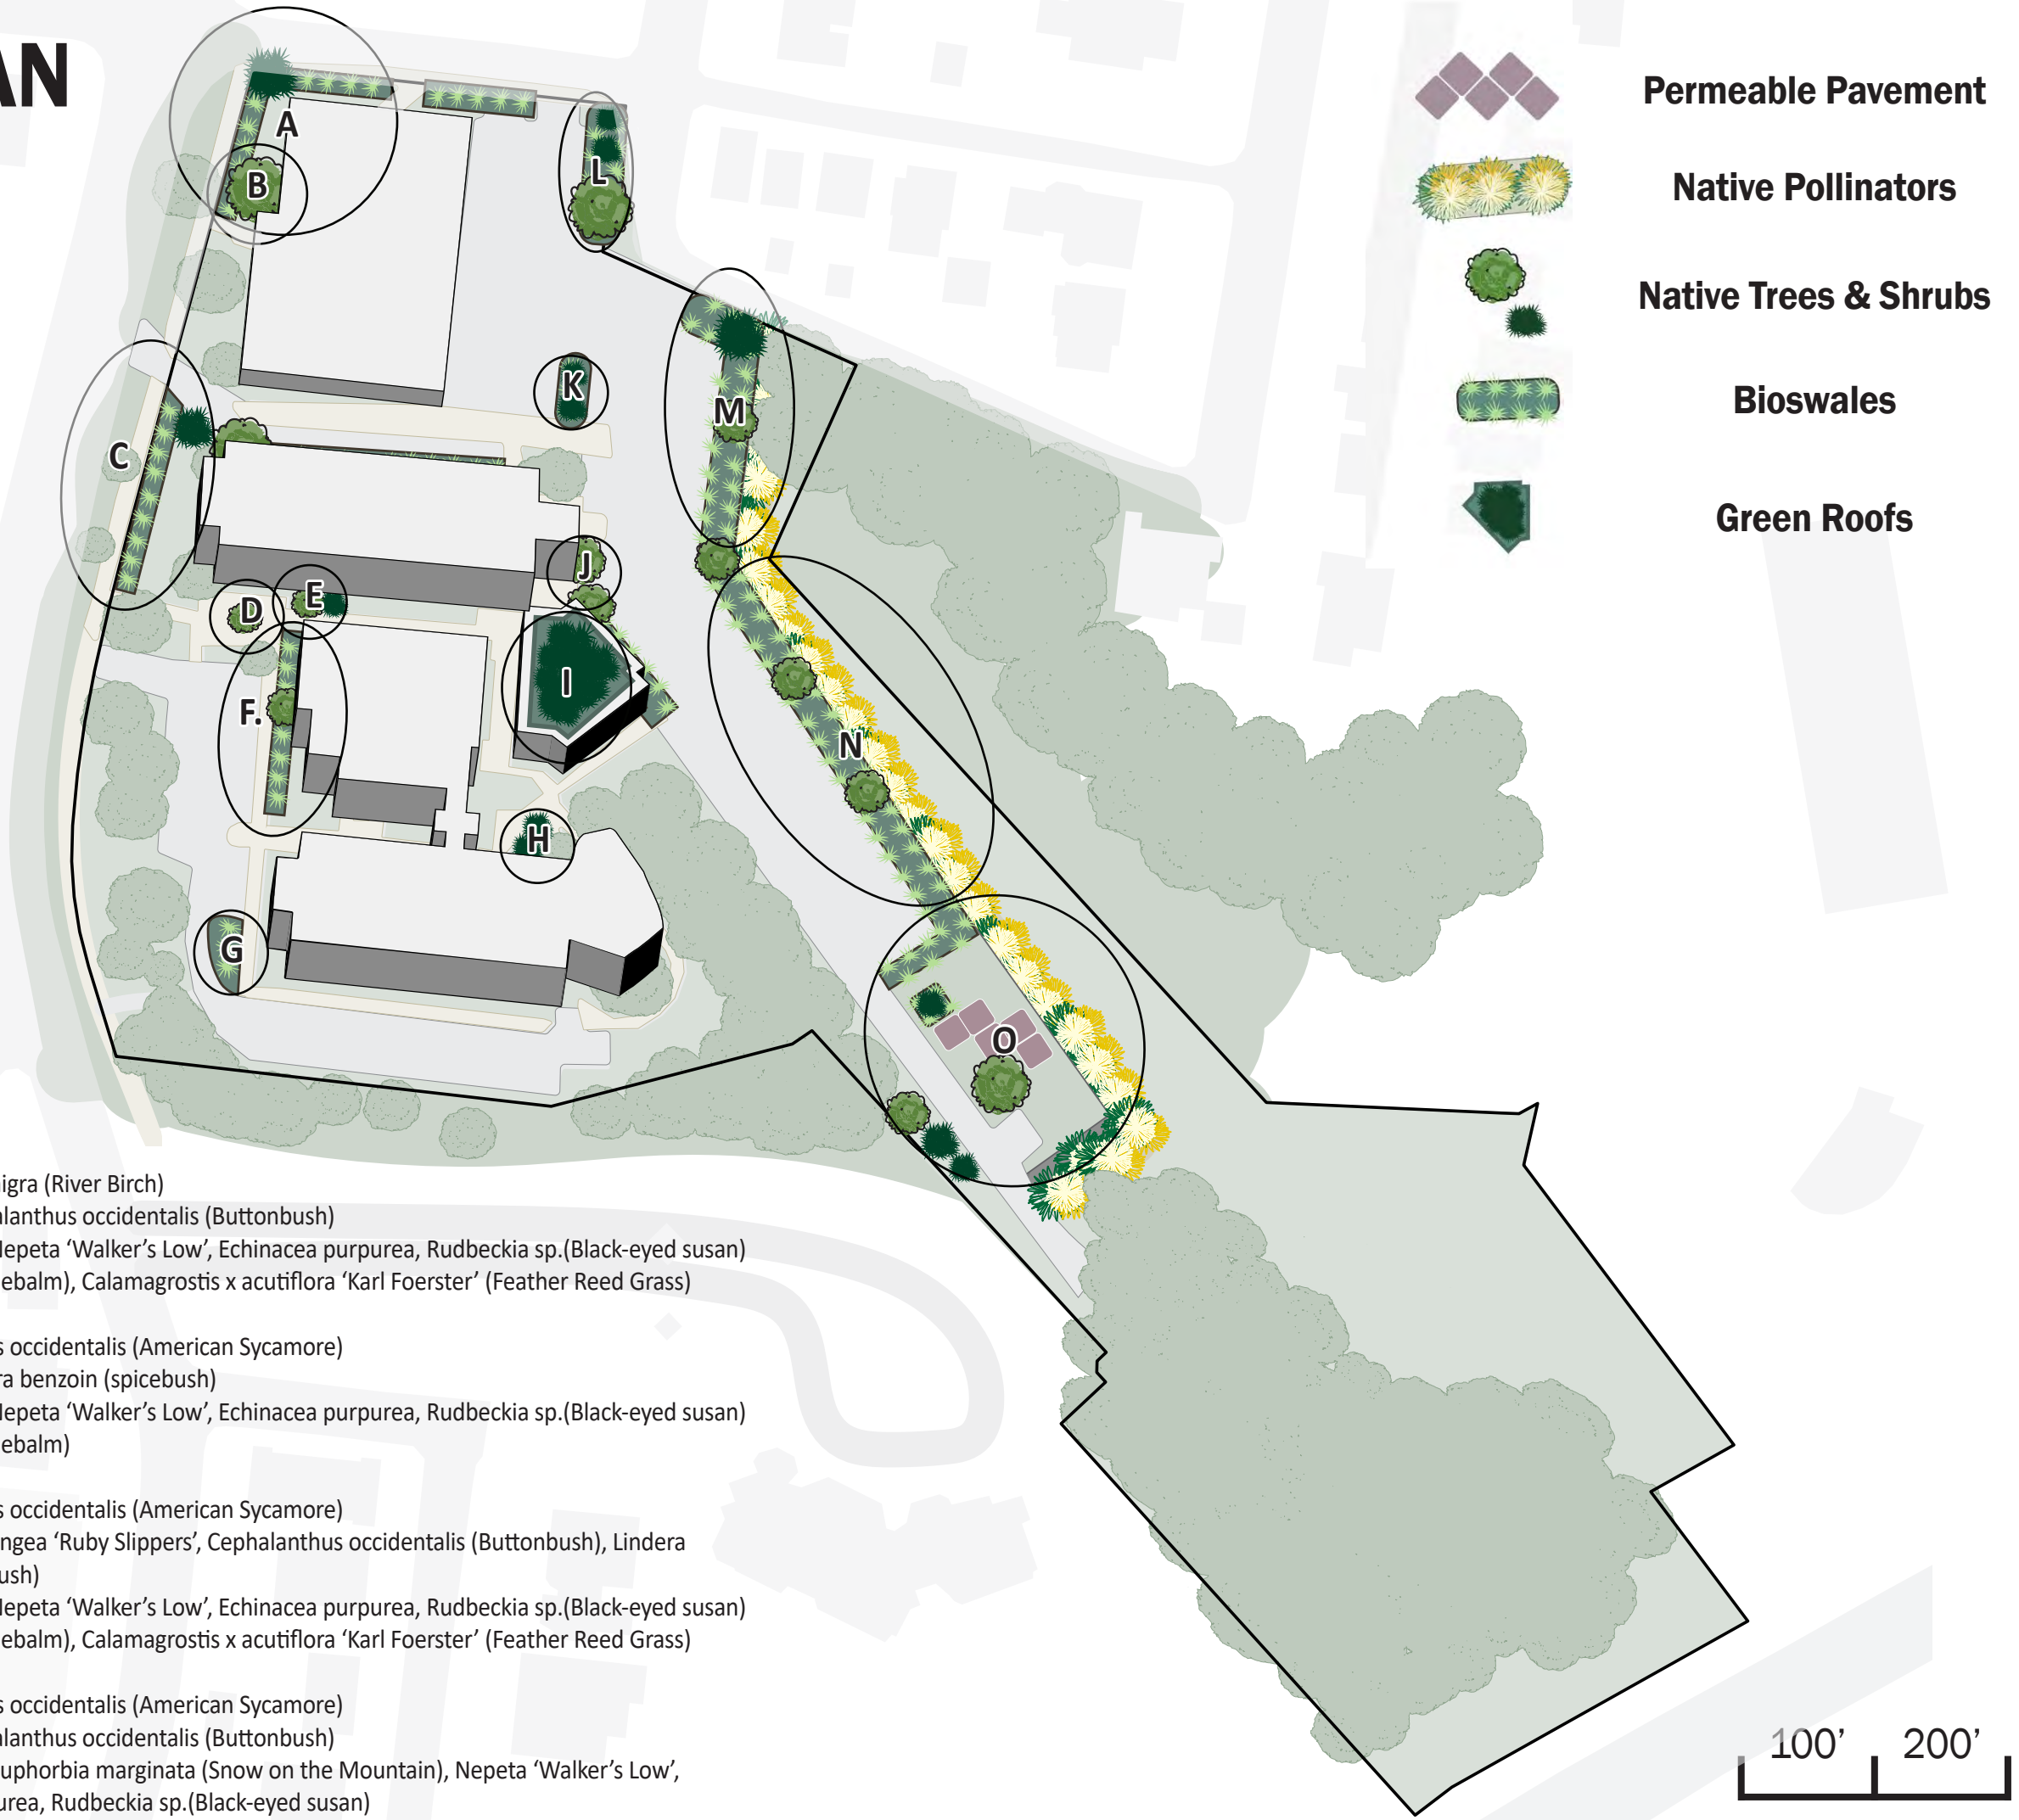 AN
Permeable Pavement
Native Pollinators
Native Trees & Shrubs
Bioswales
Green Roofs
A
B
C
D
E
F.
G
H
I
J
K
L
M
N
O
igra (River Birch)
alanthus occidentalis (Buttonbush)
Nepeta ‘Walker’s Low’, Echinacea purpurea, Rudbeckia sp.(Black-eyed susan)
ebalm), Calamagrostis x acutiflora ‘Karl Foerster’ (Feather Reed Grass)
s occidentalis (American Sycamore)
ra benzoin (spicebush)
Nepeta ‘Walker’s Low’, Echinacea purpurea, Rudbeckia sp.(Black-eyed susan)
ebalm)
s occidentalis (American Sycamore)
ngea ‘Ruby Slippers’, Cephalanthus occidentalis (Buttonbush), Lindera
ush)
Nepeta ‘Walker’s Low’, Echinacea purpurea, Rudbeckia sp.(Black-eyed susan)
ebalm), Calamagrostis x acutiflora ‘Karl Foerster’ (Feather Reed Grass)
s occidentalis (American Sycamore)
alanthus occidentalis (Buttonbush)
uphorbia marginata (Snow on the Mountain), Nepeta ‘Walker’s Low’,
urea, Rudbeckia sp.(Black-eyed susan)
100’ 200’